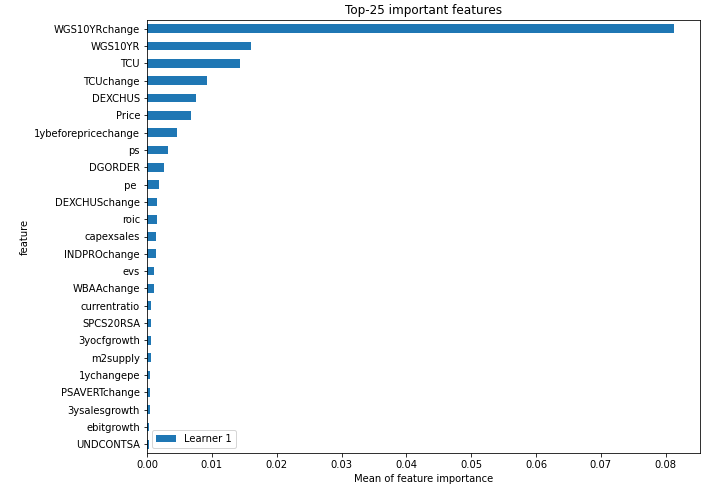 Top-25 important features
WGS10YRchange
WGS10YR
TCU
TCUchange
DEXCHUS
Price
1ybeforepricechange
ps
DGORDER
pe
DEXCHUSchange
roic
capexsales
INDPROchange
evs
WBAAchange
currentratio
SPCS20RSA
3yocfgrowth
m2supply
1ychangepe
PSAVERTchange
3ysalesgrowth
ebitgrowth
UNDCONTSA
feature
Learner 1
0.00 0.01 0.02 0.03 0.04 0.05 0.06 0.07 0.08
Mean of feature importance